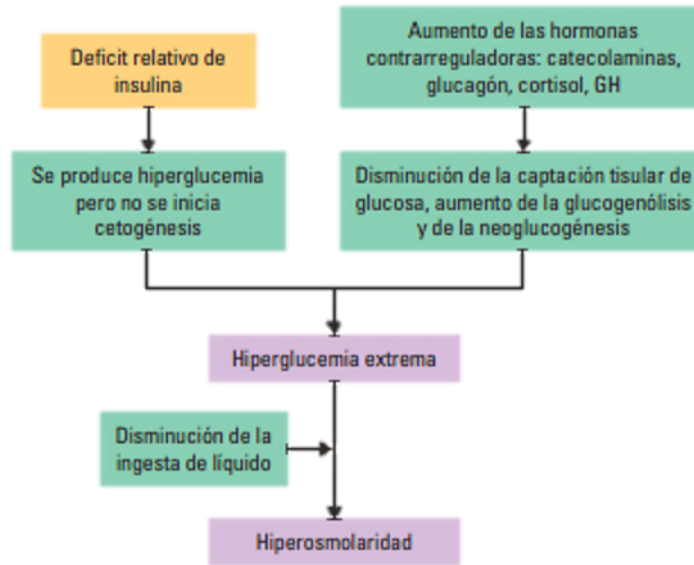 Deficit relativo de
insulina
Aumento de las hormonas
contrarreguladoras: catecolaminas,
glucagón, cortisol, GH
Se produce hiperglucemia
pero no se inicia
cetogénesis
Disminución de la captación tisular de
glucosa, aumento de la glucogenólisis
y de la neoglucogénesis
Hiperglucemia extrema
Disminución de la
ingesta de líquido
Hiperosmolaridad